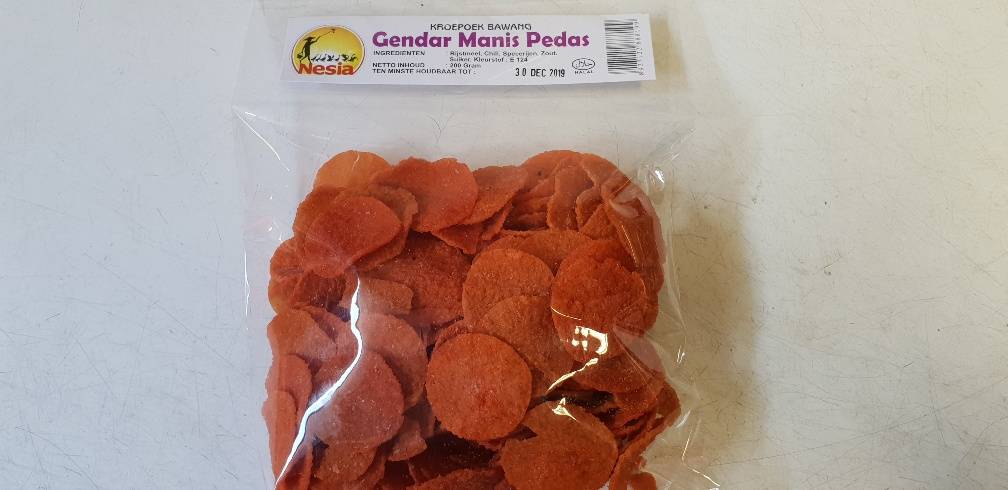 KROEPOEK BAWANG
Gendar Manis Pedas
Nesia
INGREDIENTEN : Rijstmeel, Chili, Specerijen, Zout,
Suiker, Kleurstof : E 124
NETTO INHOUD : 200 Gram
TEN MINSTE HOUDBAAR TOT : 30 DEC 2019
HALAL